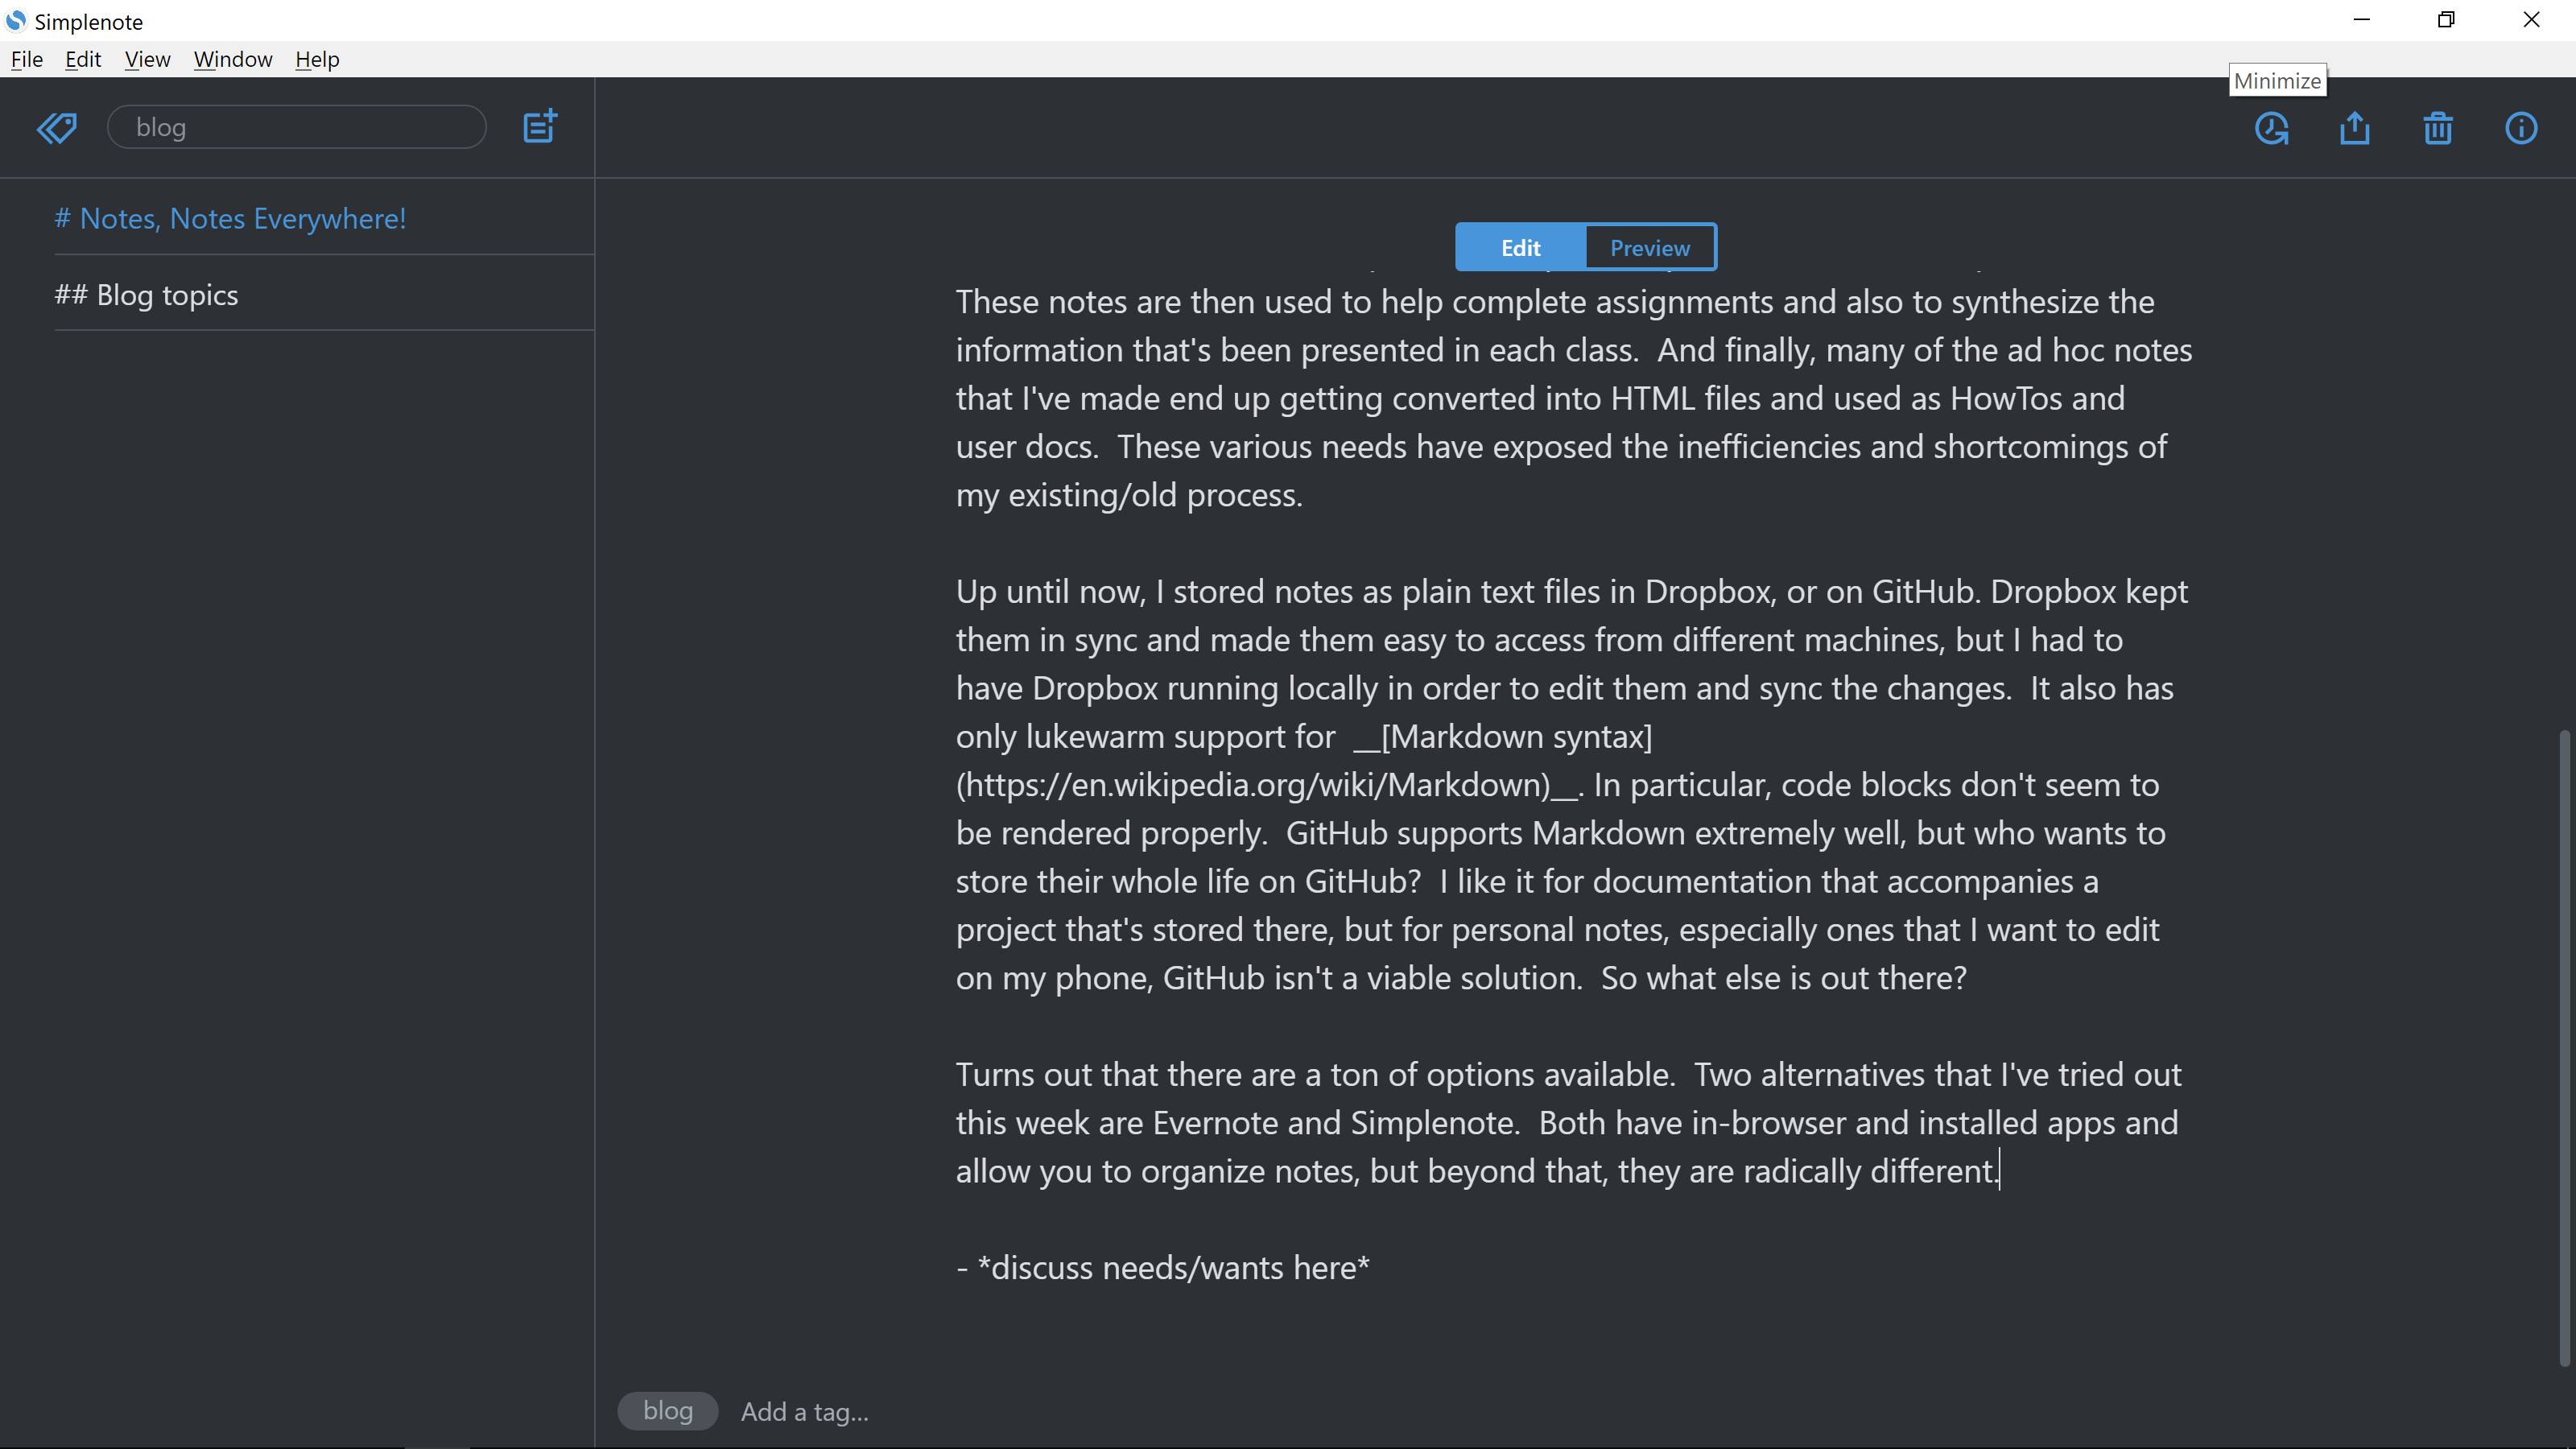 Simplenote
File Edit View Window Help
Minimize
blog
# Notes, Notes Everywhere!
## Blog topics
Edit Preview
These notes are then used to help complete assignments and also to synthesize the
information that's been presented in each class.  And finally, many of the ad hoc notes
that I've made end up getting converted into HTML files and used as HowTos and
user docs.  These various needs have exposed the inefficiencies and shortcomings of
my existing/old process.
Up until now, I stored notes as plain text files in Dropbox, or on GitHub. Dropbox kept
them in sync and made them easy to access from different machines, but I had to
have Dropbox running locally in order to edit them and sync the changes.  It also has
only lukewarm support for  __[Markdown syntax]
(https://en.wikipedia.org/wiki/Markdown)__. In particular, code blocks don't seem to
be rendered properly.  GitHub supports Markdown extremely well, but who wants to
store their whole life on GitHub?  I like it for documentation that accompanies a
project that's stored there, but for personal notes, especially ones that I want to edit
on my phone, GitHub isn't a viable solution.  So what else is out there?
Turns out that there are a ton of options available.  Two alternatives that I've tried out
this week are Evernote and Simplenote.  Both have in-browser and installed apps and
allow you to organize notes, but beyond that, they are radically different.
- *discuss needs/wants here*
blog Add a tag...